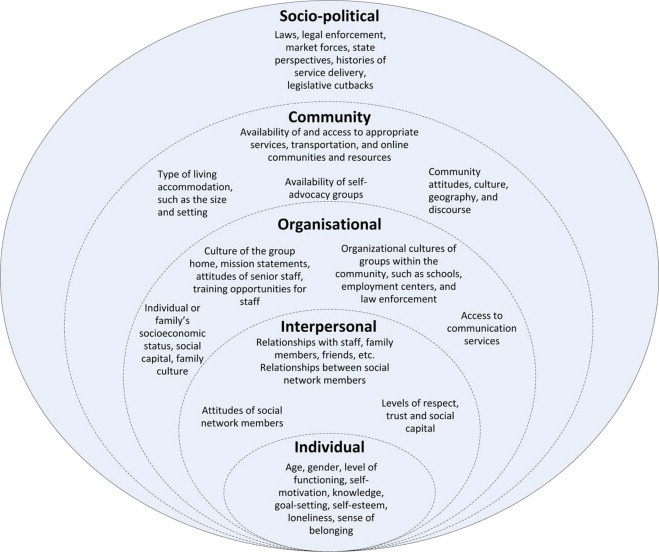 Socio-political
Laws, legal enforcement,
market forces, state
perspectives, histories of
service delivery,
legislative cutbacks
Community
Availability of and access to appropriate
services, transportation, and online
communities and resources
Type of living
accommodation,
such as the size
and setting
Availability of self-
advocacy groups
Community
attitudes, culture,
geography, and
discourse
Organisational
Culture of the group
home, mission statements,
attitudes of senior staff,
training opportunities for
staff
Organizational cultures of
groups within the
community, such as schools,
employment centers, and
law enforcement
Individual or
family’s
socioeconomic
status, social
capital, family
culture
Access to
communication
services
Interpersonal
Relationships with staff, family
members, friends, etc.
Relationships between social
network members
Attitudes of social
network members
Levels of respect,
trust and social
capital
Individual
Age, gender, level of
functioning, self-
motivation, knowledge,
goal-setting, self-esteem,
loneliness, sense of
belonging